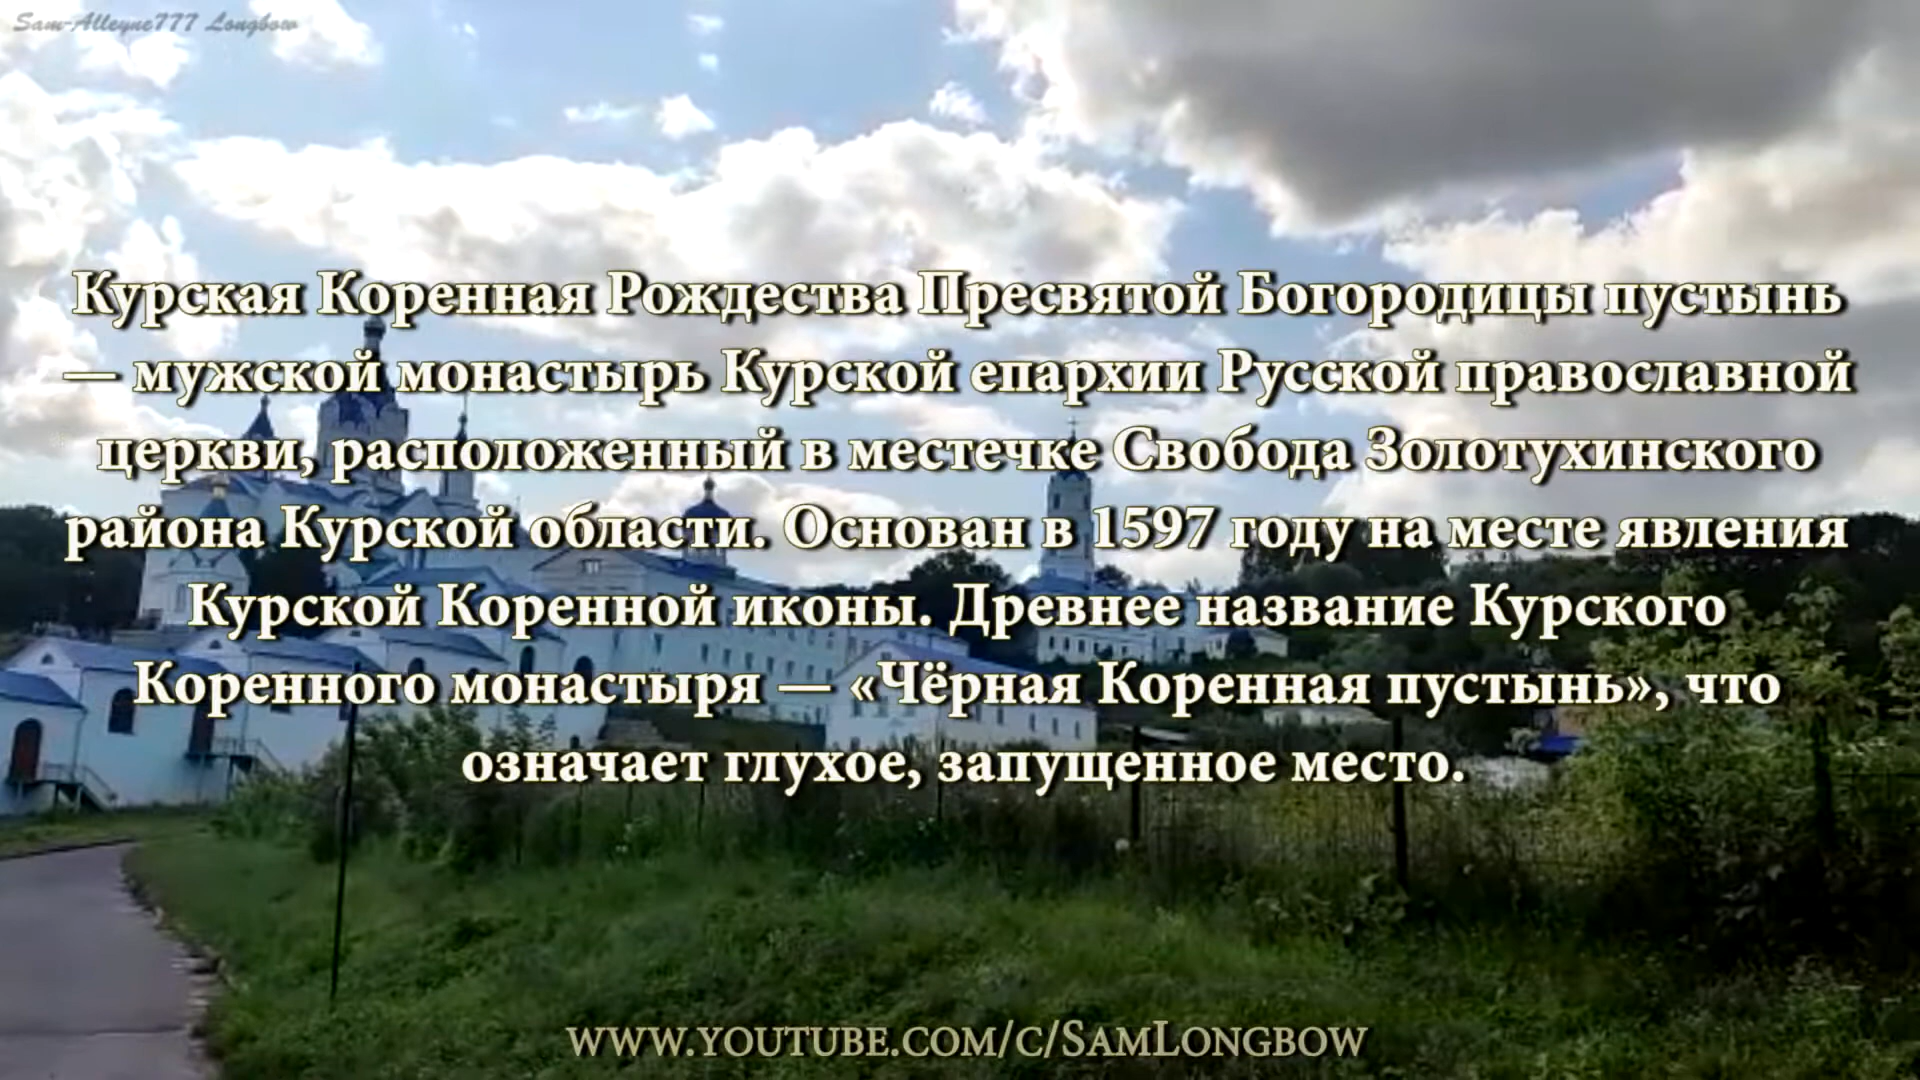 Sam-Alleyne777 Longbow
Курская Коренная Рождества Пресвятой Богородицы пустынь
— мужской монастырь Курской епархии Русской православной
церкви, расположенный в местечке Свобода Золотухинского
района Курской области. Основан в 1597 году на месте явления
Курской Коренной иконы. Древнее название Курского
Коренного монастыря — «Чёрная Коренная пустынь», что
означает глухое, запущенное место.
www.youtube.com/c/SamLongbow